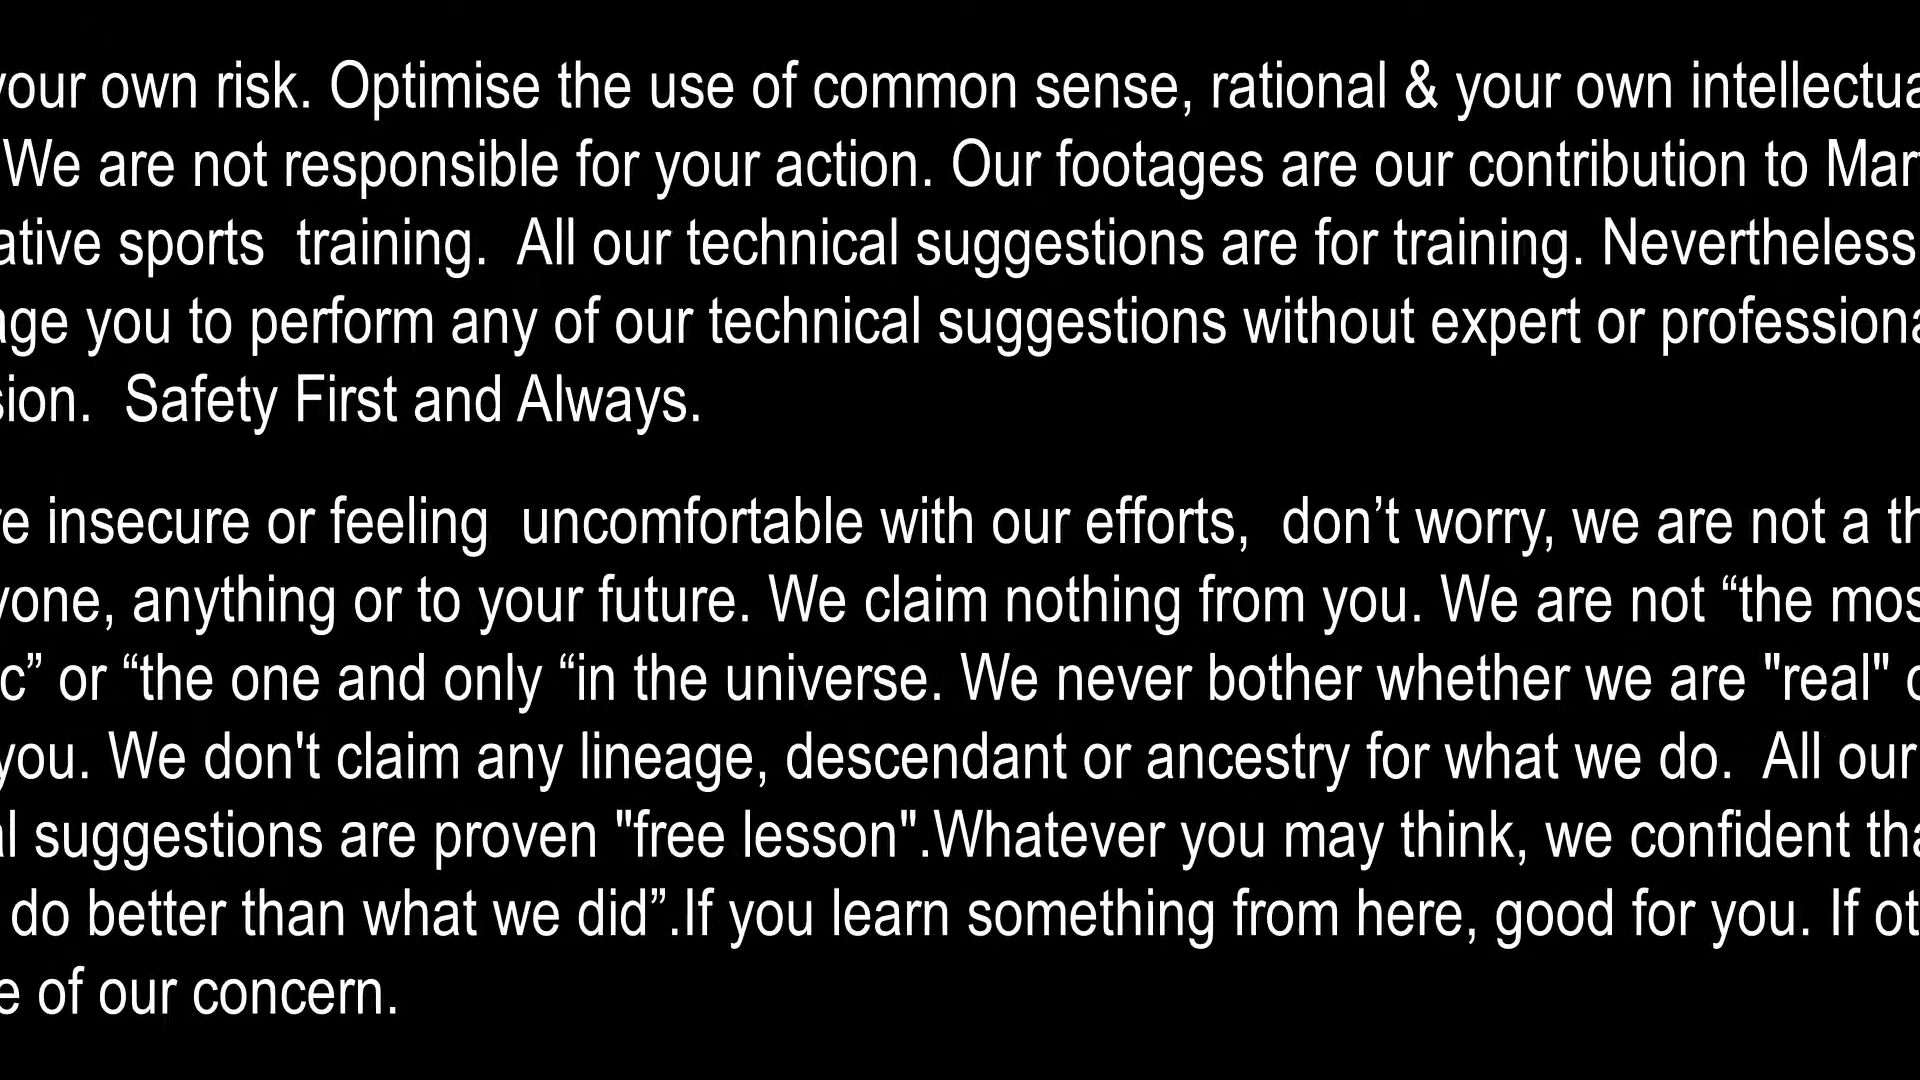 your own risk. Optimise the use of common sense, rational & your own intellectua
We are not responsible for your action. Our footages are our contribution to Mar
ative sports  training.  All our technical suggestions are for training. Nevertheless
age you to perform any of our technical suggestions without expert or professiona
sion.  Safety First and Always.
re insecure or feeling  uncomfortable with our efforts,  don’t worry, we are not a th
yone, anything or to your future. We claim nothing from you. We are not “the mos
c” or “the one and only “in the universe. We never bother whether we are "real" o
you. We don't claim any lineage, descendant or ancestry for what we do.  All our
al suggestions are proven "free lesson".Whatever you may think, we confident tha
do better than what we did”.If you learn something from here, good for you. If ot
e of our concern.